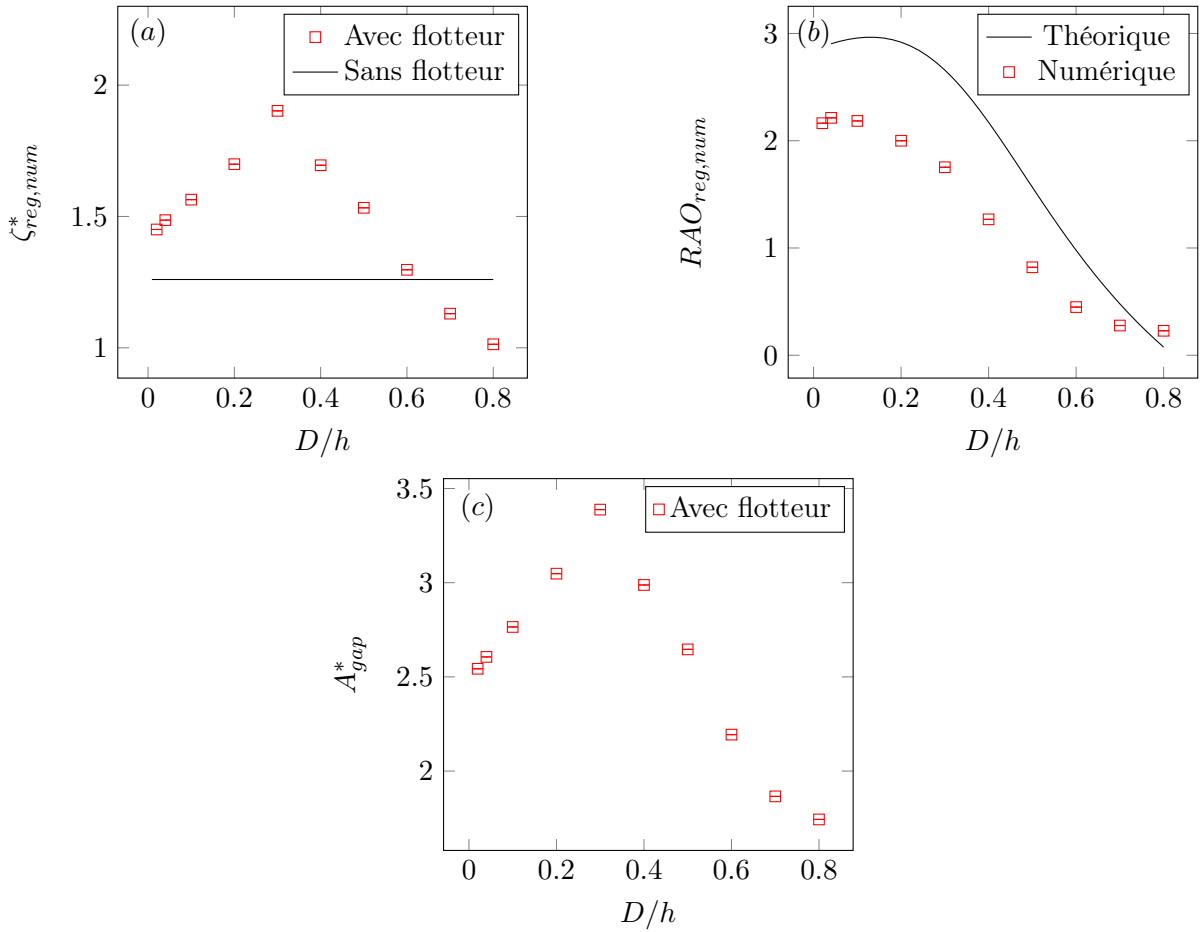 (a)
Avec flotteur
Sans flotteur
2
1.5
1
ζ*reg,num
0 0.2 0.4 0.6 0.8
D/h
(b)
Théorique
Numérique
3
2
1
0
RAOreg,num
0 0.2 0.4 0.6 0.8
D/h
(c)
Avec flotteur
3.5
3
2.5
2
A*gap
0 0.2 0.4 0.6 0.8
D/h